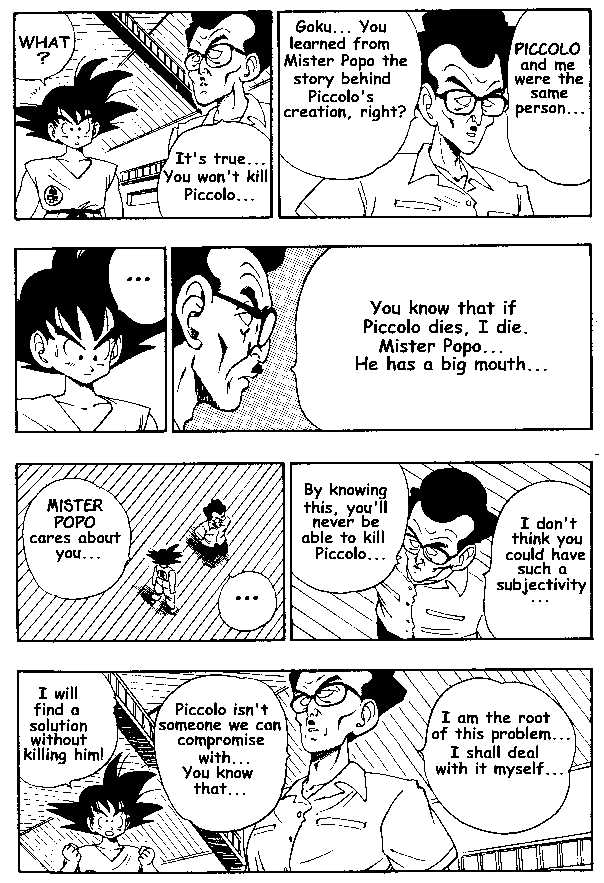 PICCOLO
and me
were the
same
person...
Goku... You
learned from
Mister Popo the
story behind
Piccolo's
creation, right?
It's true...
You won't kill
Piccolo...
WHAT
?
You know that if
Piccolo dies, I die.
Mister Popo...
He has a big mouth...
...
I don't
think you
could have
such a
subjectivity
...
By knowing
this, you'll
never be
able to kill
Piccolo...
...
MISTER
POPO
cares about
you...
I am the root
of this problem...
I shall deal
with it myself...
Piccolo isn't
someone we can
compromise
with...
You know
that...
I will
find a
solution
without
killing him!